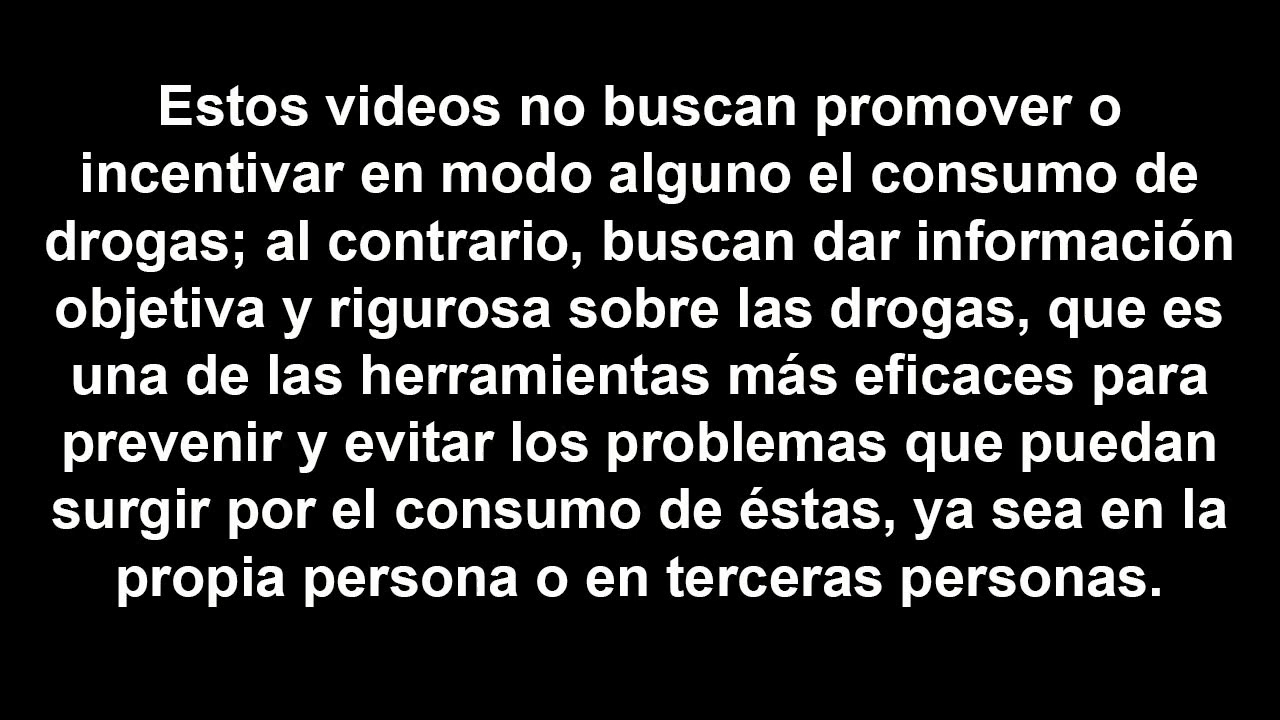 Estos videos no buscan promover o
incentivar en modo alguno el consumo de
drogas; al contrario, buscan dar información
objetiva y rigurosa sobre las drogas, que es
una de las herramientas más eficaces para
prevenir y evitar los problemas que puedan
surgir por el consumo de éstas, ya sea en la
propia persona o en terceras personas.